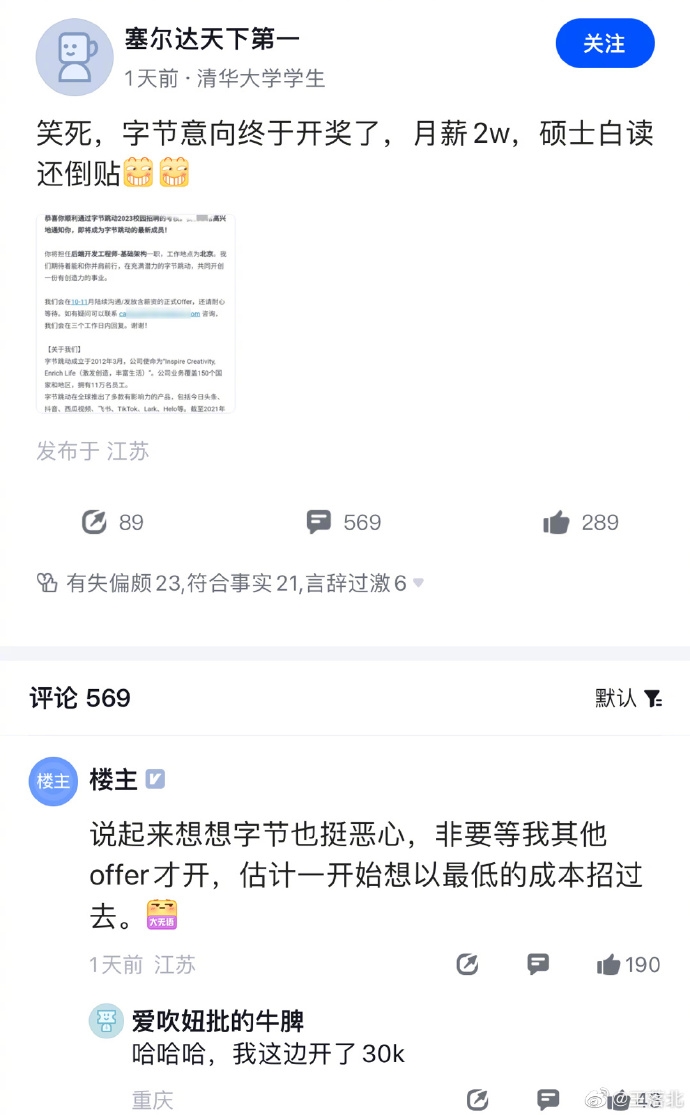 塞尔达天下第一
关注
1天前 · 清华大学学生
笑死，字节意向终于开奖了，月薪2w，硕士白读
还倒贴
恭喜你顺利通过字节跳动2023校园招聘的考核，
高兴
地通知你，即将成为字节跳动的最新成员！
你将担任后端开发工程师-基础架构一职，工作地点为北京。我
们期待着能和你并肩前行，在充满潜力的字节跳动，共同开创
一份有创造力的事业。
我们会在10-11月陆续沟通/发放含薪资的正式Offer，还请耐心
等待，如有疑问可以联系 ca
om 咨询，
我们会在三个工作日内回复。谢谢！
【关于我们】
字节跳动成立于2012年3月，公司使命为"Inspire Creativity,
Enrich Life（激发创造，丰富生活）"。公司业务覆盖150个国
家和地区，拥有11万名员工。
字节跳动在全球推出了多款有影响力的产品，包括今日头条、
抖音、西瓜视频、飞书、TikTok、Lark、Helo等。截至2021年
发布于 江苏
89
569
289
有失偏颇23,符合事实21,言辞过激6
评论 569
默认
楼主
楼主
说起来想想字节也挺恶心，非要等我其他
offer才开，估计一开始想以最低的成本招过
去。
大无语
1天前 江苏
190
爱吹妞批的牛脾
哈哈哈，我这边开了30k
重庆